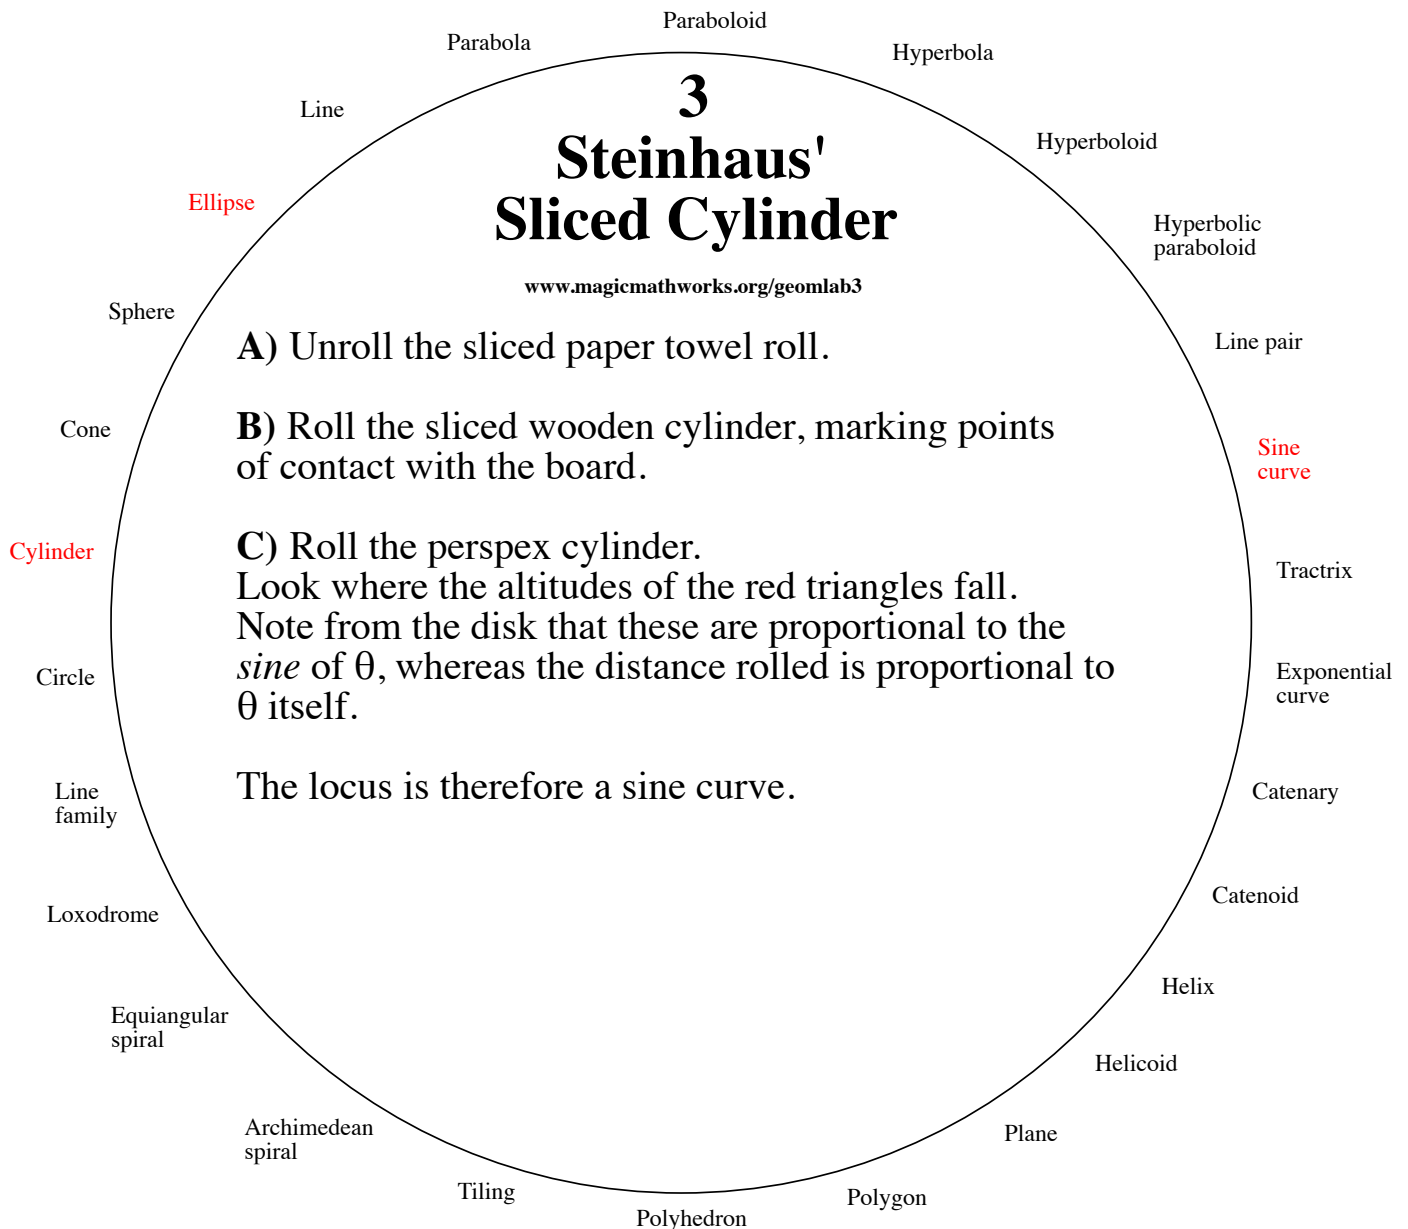 Paraboloid
Parabola
Hyperbola
Line
Hyperboloid
Ellipse
Hyperbolic
paraboloid
Sphere
Line pair
Cone
Sine
curve
Cylinder
Tractrix
Circle
Exponential
curve
Line
family
Catenary
Loxodrome
Catenoid
Equiangular
spiral
Helix
Helicoid
Archimedean
spiral
Plane
Tiling
Polygon
Polyhedron
3
Steinhaus'
Sliced Cylinder
www.magicmathworks.org/geomlab3
A) Unroll the sliced paper towel roll.
B) Roll the sliced wooden cylinder, marking points
of contact with the board.
C) Roll the perspex cylinder.
Look where the altitudes of the red triangles fall.
Note from the disk that these are proportional to the
sine of θ, whereas the distance rolled is proportional to
θ itself.
The locus is therefore a sine curve.